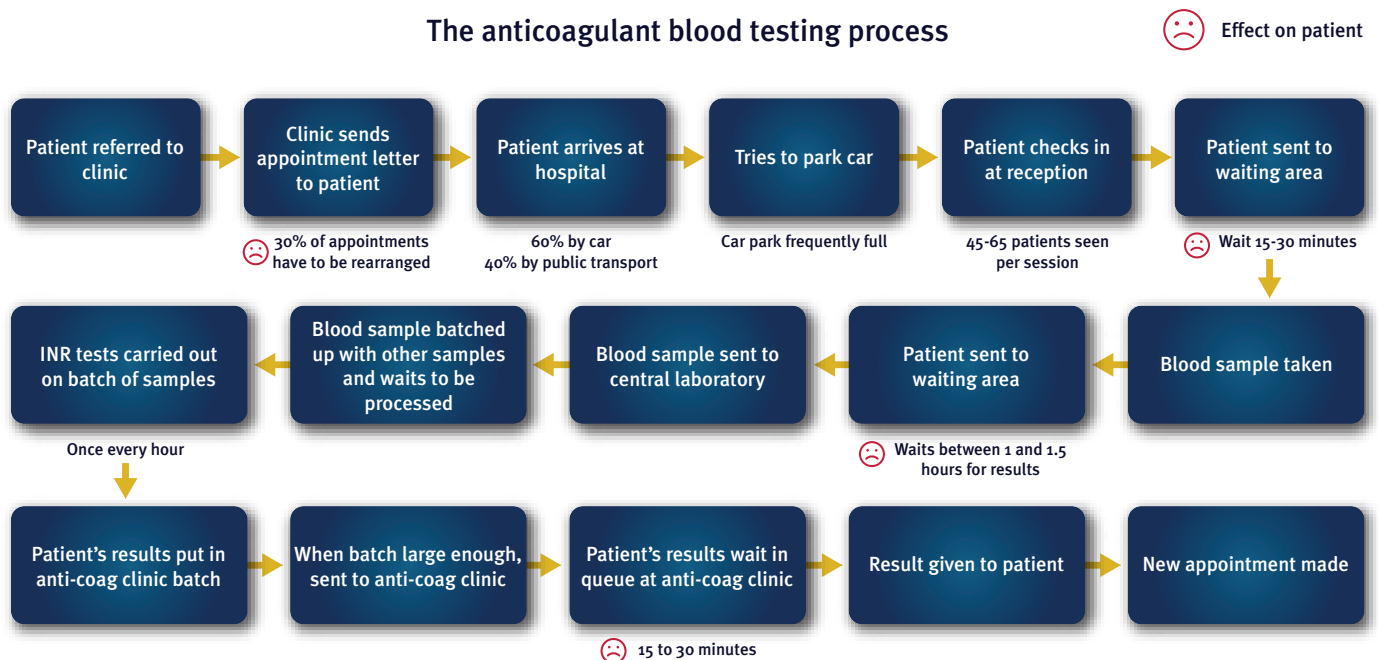 The anticoagulant blood testing process
Effect on patient
Patient referred to
clinic
Clinic sends
appointment letter
to patient
Patient arrives at
hospital
Tries to park car
Patient checks in
at reception
Patient sent to
waiting area
30% of appointments
have to be rearranged
60% by car
40% by public transport
Car park frequently full
45-65 patients seen
per session
Wait 15-30 minutes
Blood sample taken
Patient sent to
waiting area
Waits between 1 and 1.5
hours for results
Blood sample sent to
central laboratory
Blood sample batched
up with other samples
and waits to be
processed
INR tests carried out
on batch of samples
Once every hour
Patient’s results put in
anti-coag clinic batch
When batch large enough,
sent to anti-coag clinic
Patient’s results wait in
queue at anti-coag clinic
15 to 30 minutes
Result given to patient
New appointment made